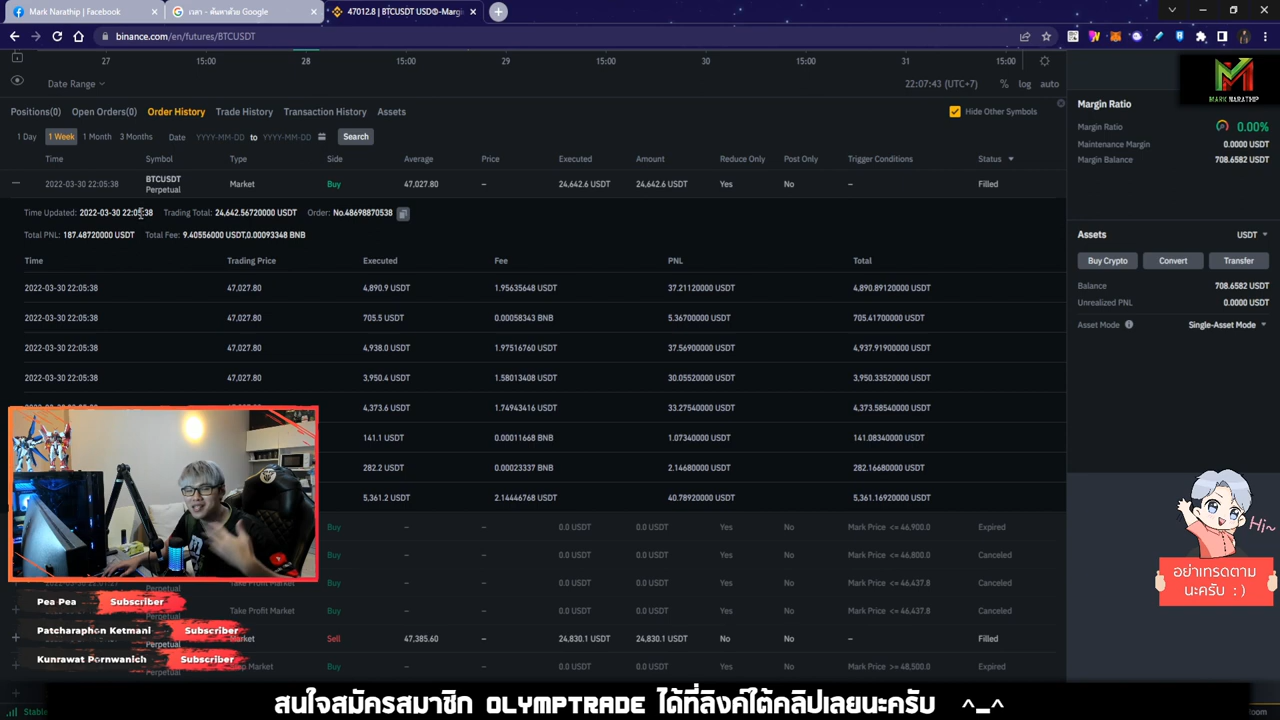 Mark Narathip | Facebook
เวลา - ค้นหาด้วย Google
47012.8 | BTCUSDT USDⓈ-Margi
binance.com/en/futures/BTCUSDT
27 15:00 28 15:00 29 15:00 30 15:00 31 15:00
Date Range 22:07:43 (UTC+7) % log auto
MARK NARATHIP
Positions(0) Open Orders(0) Order History Trade History Transaction History Assets Hide Other Symbols
1 Day 1 Week 1 Month 3 Months Date YYYY-MM-DD to YYYY-MM-DD Search
Time Symbol Type Side Average Price Executed Amount Reduce Only Post Only Trigger Conditions Status
2022-03-30 22:05:38 BTCUSDT Perpetual Market Buy 47,027.80 – 24,642.6 USDT 24,642.6 USDT Yes No – Filled
Time Updated: 2022-03-30 22:05:38 Trading Total: 24,642.56720000 USDT Order: No.48698870538
Total PNL: 187.48720000 USDT Total Fee: 9.40556000 USDT,0.00093348 BNB
Time Trading Price Executed Fee PNL Total
2022-03-30 22:05:38 47,027.80 4,890.9 USDT 1.95635648 USDT 37.21120000 USDT 4,890.89120000 USDT
2022-03-30 22:05:38 47,027.80 705.5 USDT 0.00058343 BNB 5.36700000 USDT 705.41700000 USDT
2022-03-30 22:05:38 47,027.80 4,938.0 USDT 1.97516760 USDT 37.56900000 USDT 4,937.91900000 USDT
2022-03-30 22:05:38 47,027.80 3,950.4 USDT 1.58013408 USDT 30.05520000 USDT 3,950.33520000 USDT
4,373.6 USDT 1.74943416 USDT 33.27540000 USDT 4,373.58540000 USDT
141.1 USDT 0.00011668 BNB 1.07340000 USDT 141.08340000 USDT
282.2 USDT 0.00023337 BNB 2.14680000 USDT 282.16680000 USDT
5,361.2 USDT 2.14446768 USDT 40.78920000 USDT 5,361.16920000 USDT
Buy – – 0.0 USDT 0.0 USDT Yes No Mark Price <= 46,900.0 Expired
Buy – – 0.0 USDT 0.0 USDT Yes No Mark Price <= 46,800.0 Canceled
Perpetual Take Profit Market Buy – – 0.0 USDT 0.0 USDT Yes No Mark Price <= 46,437.8 Canceled
Take Profit Market Buy – – 0.0 USDT 0.0 USDT Yes No Mark Price <= 46,437.8 Canceled
Perpetual
Market Sell 47,385.60 – 24,830.1 USDT 24,830.1 USDT No No – Filled
Perpetual
Market Buy – – 0.0 USDT 0.0 USDT Yes No Mark Price >= 48,500.0 Expired
Perpetual
Margin Ratio
Margin Ratio 0.00%
Maintenance Margin 0.0000 USDT
Margin Balance 708.6582 USDT
Assets USDT
Buy Crypto Convert Transfer
Balance 708.6582 USDT
Unrealized PNL 0.0000 USDT
Asset Mode Single-Asset Mode
Hi~
อย่าเทรดตาม
นะครับ :)
Pea Pea Subscriber
Patcharaphon Ketmani Subscriber
Kunrawat Pornwanich Subscriber
สนใจสมัครสมาชิก OLYMPTRADE ได้ที่ลิงค์ใต้คลิปเลยนะครับ ^_^
Stable